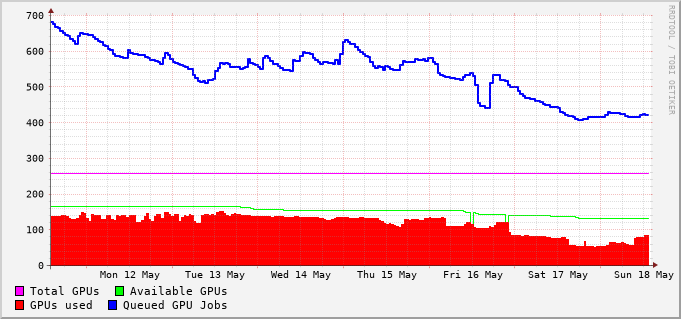 700
600
500
400
300
200
100
0
Mon 12 May Tue 13 May Wed 14 May Thu 15 May Fri 16 May Sat 17 May Sun 18 May
Total GPUs Available GPUs
GPUs used Queued GPU Jobs
RRDTOOL / TOBI OETIKER